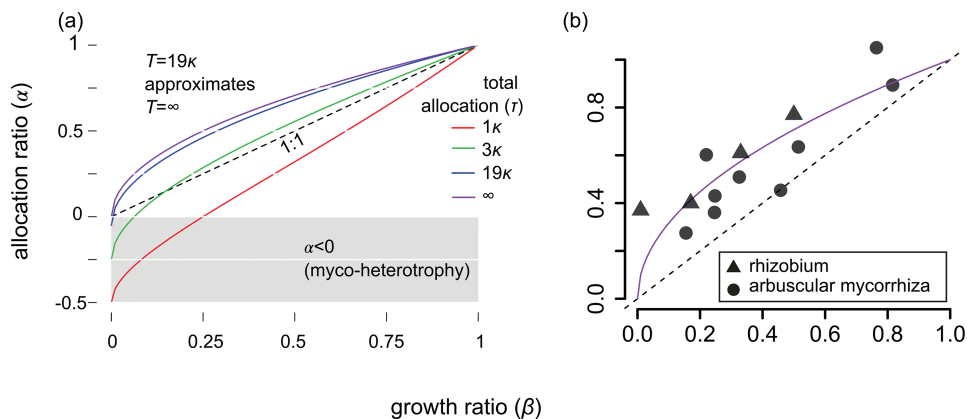 (a)
(b)
allocation ratio (α)
1
0.5
0
-0.5
T=19κ
approximates
T=∞
total
allocation (τ)
1κ
3κ
19κ
∞
1:1
α<0
(myco-heterotrophy)
0
0.25
0.5
0.75
1
0.8
0.4
0.0
rhizobium
arbuscular mycorrhiza
0.0
0.2
0.4
0.6
0.8
1.0
growth ratio (β)